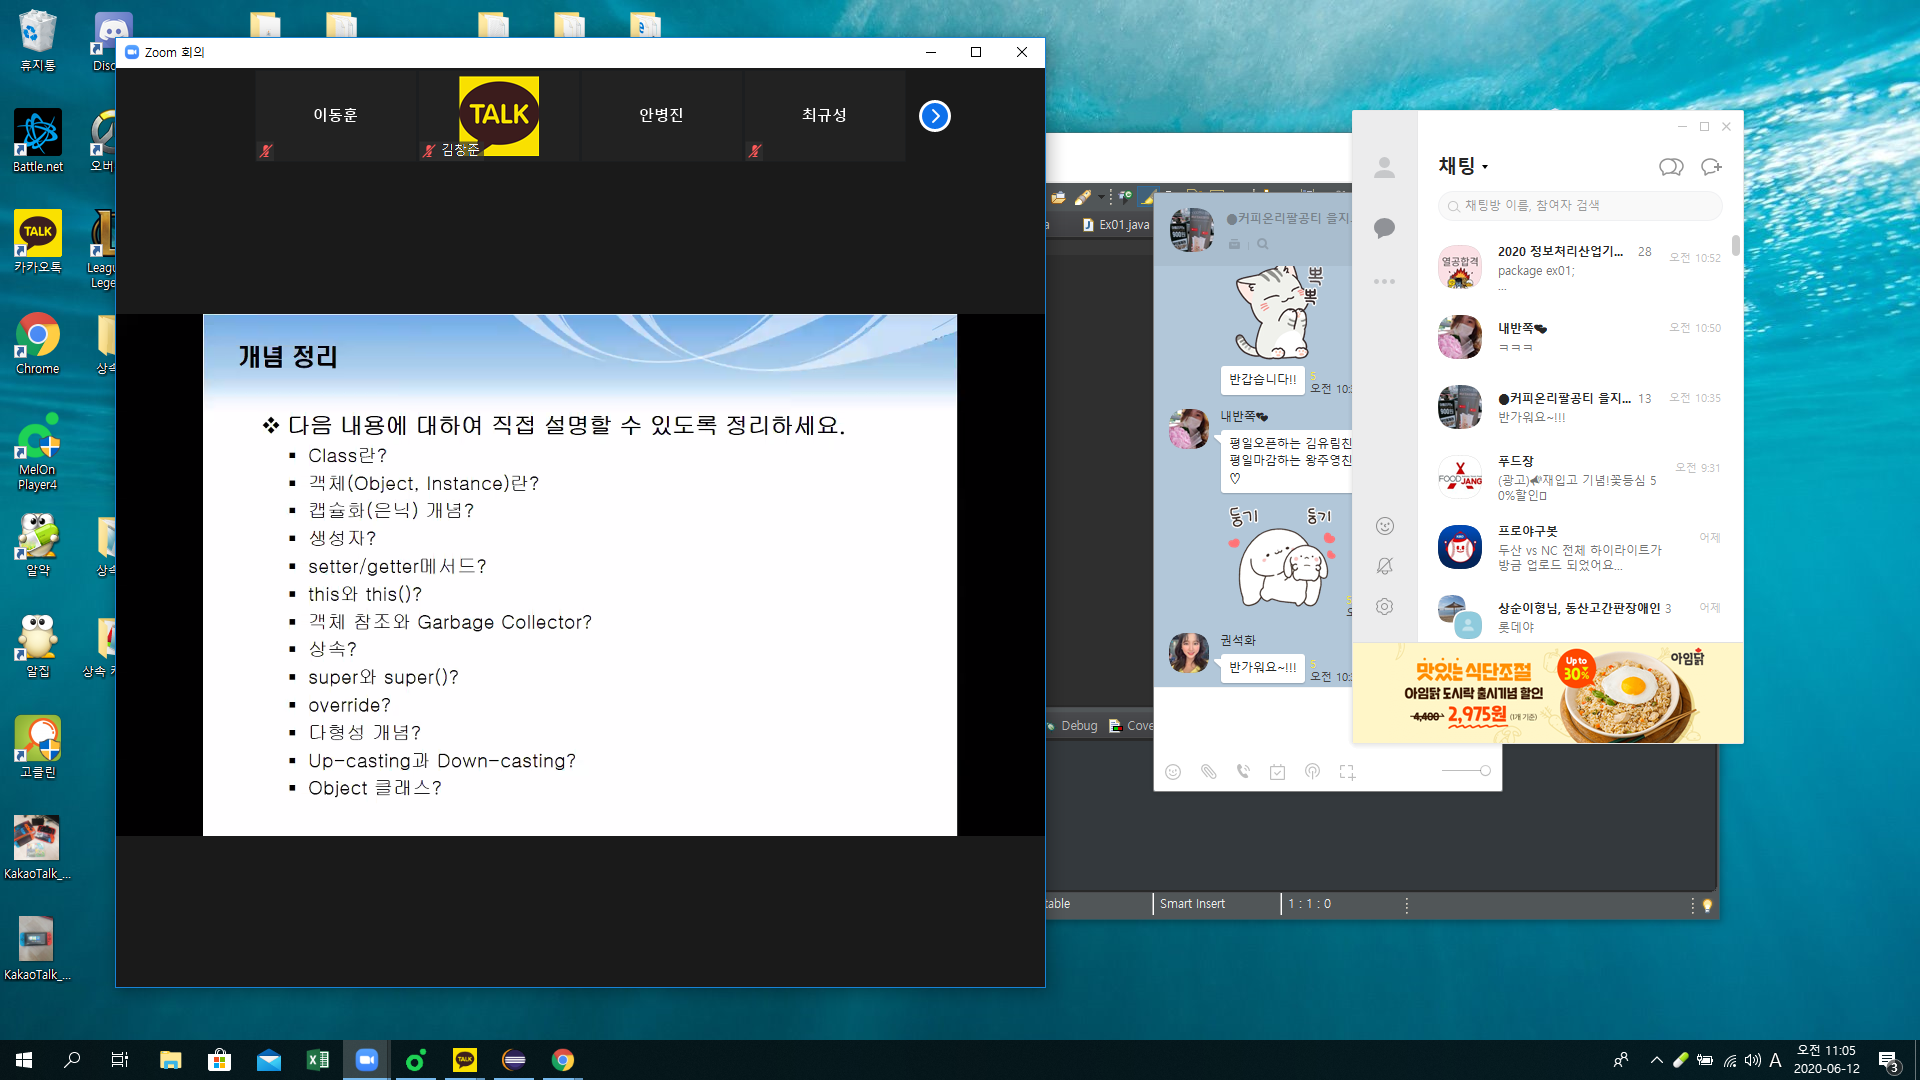 휴지통
Battle.net
카카오톡
Chrome
MelOn
Player4
알약
알집
고클린
KakaoTalk_...
KakaoTalk_...
Zoom 회의
이동훈
TALK
김창준
안병진
최규성
개념 정리
❖ 다음 내용에 대하여 직접 설명할 수 있도록 정리하세요.
▪ Class란?
▪ 객체(Object, Instance)란?
▪ 캡슐화(은닉) 개념?
▪ 생성자?
▪ setter/getter메서드?
▪ this와 this()?
▪ 객체 참조와 Garbage Collector?
▪ 상속?
▪ super와 super()?
▪ override?
▪ 다형성 개념?
▪ Up-casting과 Down-casting?
▪ Object 클래스?
Ex01.java
Debug
Smart Insert
1 : 1 : 0
●커피온리팔공티 을지...
뽀
뽁
반갑습니다!!
5
오전 10:
내반쪽
평일오픈하는 김유림친
평일마감하는 왕주영친
♡
둥기
둥기
권석화
반가워요~!!!
5
오전 10:
채팅
채팅방 이름, 참여자 검색
2020 정보처리산업기... 28
오전 10:52
package ex01;
...
열공합격
내반쪽
오전 10:50
ㅋㅋㅋ
●커피온리팔공티 을지... 13
오전 10:35
반가워요~!!!
푸드장
오전 9:31
(광고)재입고 기념!꽃등심 5
0%할인
FOOD JANG
프로야구봇
어제
두산 vs NC 전체 하이라이트가
방금 업로드 되었어요...
상순이형님, 동산고간판장애인 3
어제
롯데야
맛있는 식단조절
아임닭 도시락 출시기념 할인
4,400
2,975원 (1개 기준)
Up to
30%
아임닭
A
오전 11:05
2020-06-12
3